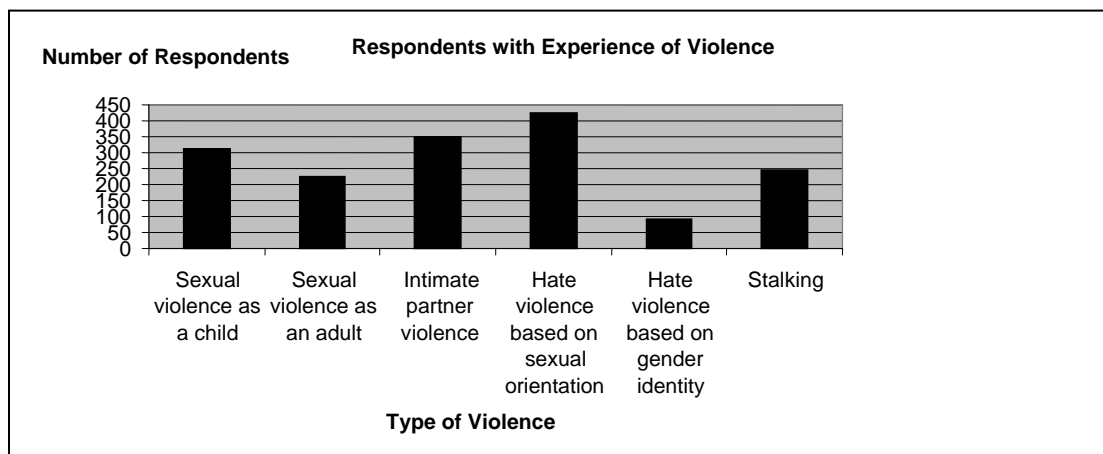 Number of Respondents
Respondents with Experience of Violence
450
400
350
300
250
200
150
100
50
0
Sexual
violence as
a child
Sexual
violence as
an adult
Intimate
partner
violence
Hate
violence
based on
sexual
orientation
Hate
violence
based on
gender
identity
Stalking
Type of Violence